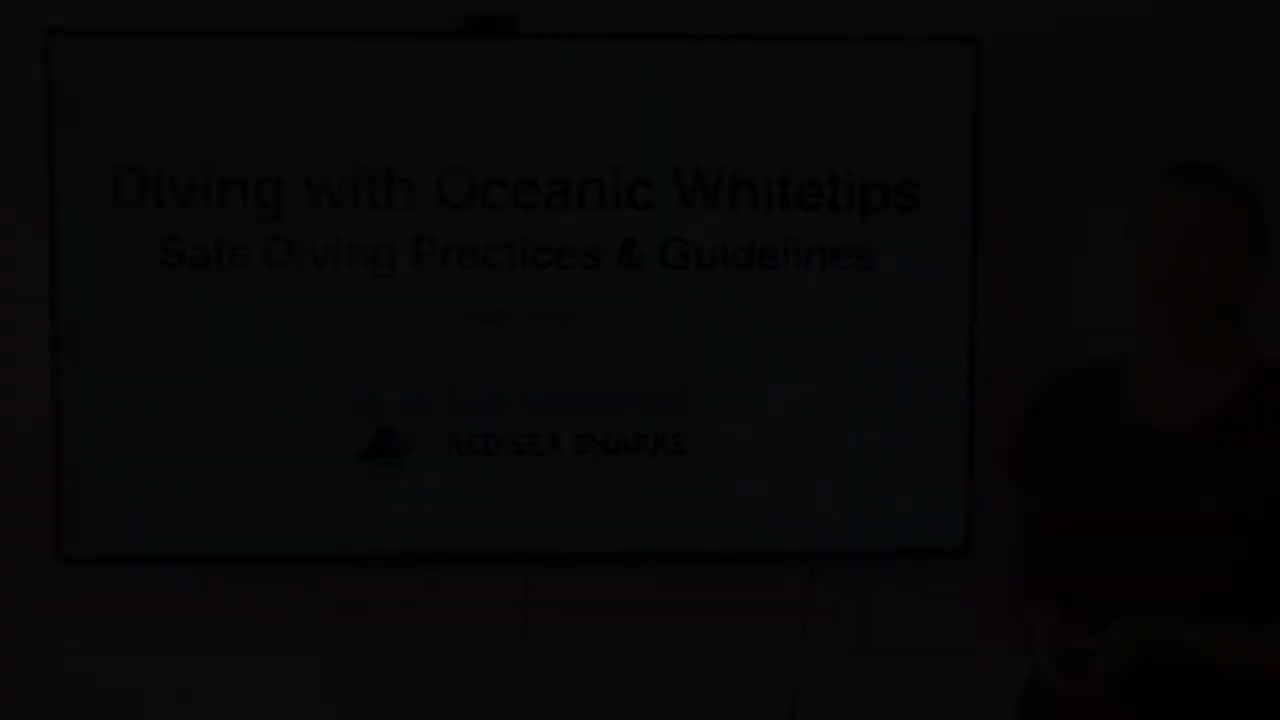 Diving with Oceanic Whitetips
Safe Diving Practices & Guidelines
RED SEA SHARKS